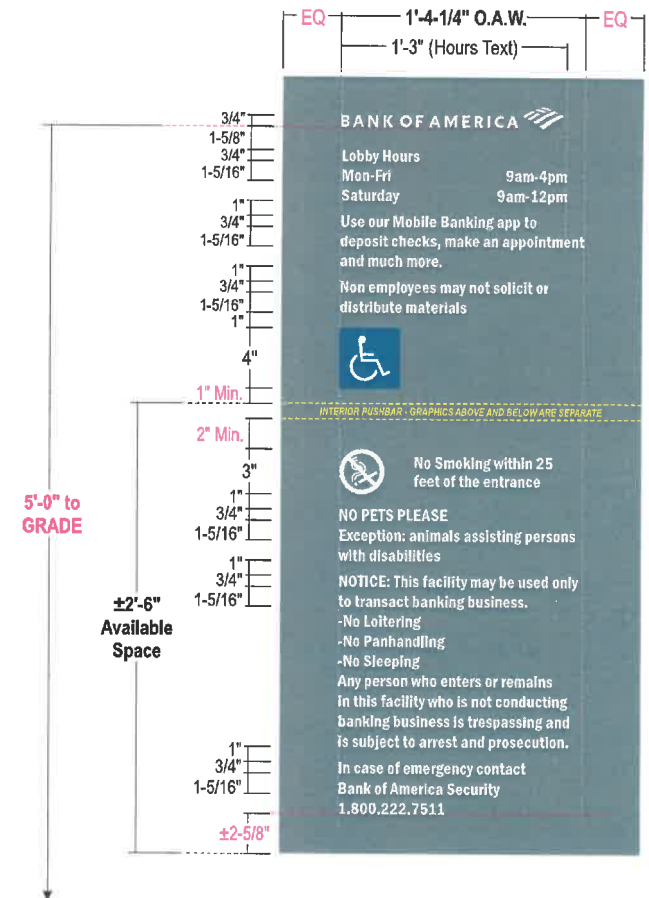 EQ 1'-4-1/4" O.A.W. EQ
1'-3" (Hours Text)
3/4"
1-5/8"
3/4"
1-5/16"
1"
3/4"
1-5/16"
1"
3/4"
1-5/16"
1"
4"
1" Min.
2" Min.
3"
1"
3/4"
1-5/16"
1"
3/4"
1-5/16"
1"
3/4"
1-5/16"
±2-5/8"
5'-0" to
GRADE
±2'-6"
Available
Space
BANK OF AMERICA
Lobby Hours
Mon-Fri 9am-4pm
Saturday 9am-12pm
Use our Mobile Banking app to
deposit checks, make an appointment
and much more.
Non employees may not solicit or
distribute materials
INTERIOR PUSHBAR - GRAPHICS ABOVE AND BELOW ARE SEPARATE
No Smoking within 25
feet of the entrance
NO PETS PLEASE
Exception: animals assisting persons
with disabilities
NOTICE: This facility may be used only
to transact banking business.
-No Loitering
-No Panhandling
-No Sleeping
Any person who enters or remains
in this facility who is not conducting
banking business is trespassing and
is subject to arrest and prosecution.
In case of emergency contact
Bank of America Security
1.800.222.7511